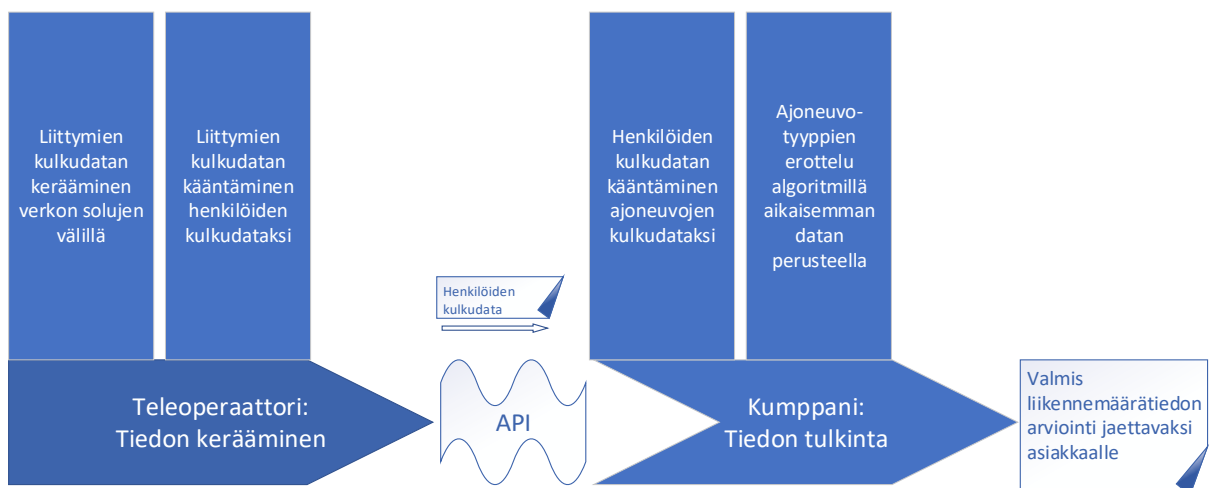 Liittymien
kulkudatan
kerääminen
verkon solujen
välillä
Liittymien
kulkudatan
kääntäminen
henkilöiden
kulkudataksi
Henkilöiden
kulkudata
Henkilöiden
kulkudatan
kääntäminen
ajoneuvojen
kulkudataksi
Ajoneuvo-
tyyppien
erottelu
algoritmillä
aikaisemman
datan
perusteella
Teleoperaattori:
Tiedon kerääminen
API
Kumppani:
Tiedon tulkinta
Valmis
liikennemäärätiedon
arviointi jaettavaksi
asiakkaalle